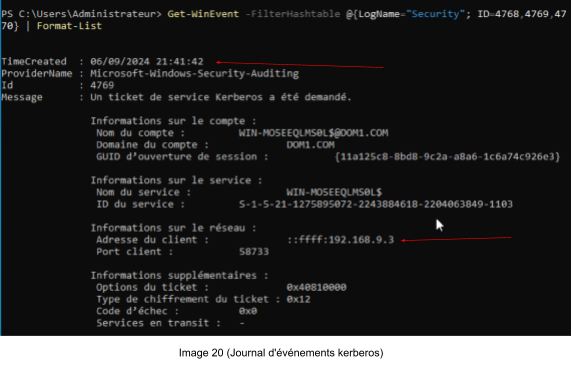 PS C:\Users\Administrateur> Get-WinEvent -FilterHashtable @{LogName="Security"; ID=4768,4769,47
70} | Format-List
TimeCreated  : 06/09/2024 21:41:42
ProviderName : Microsoft-Windows-Security-Auditing
Id           : 4769
Message      : Un ticket de service Kerberos a été demandé.
Informations sur le compte :
Nom du compte : WIN-MO5EEQLMS0L$@DOM1.COM
Domaine du compte : DOM1.COM
GUID d’ouverture de session : {11a125c8-8bd8-9c2a-a8a6-1c6a74c926e3}
Informations sur le service :
Nom du service : WIN-MO5EEQLMS0L$
ID du service : S-1-5-21-1275895072-2243884618-2204063849-1103
Informations sur le réseau :
Adresse du client : ::ffff:192.168.9.3
Port client : 58733
Informations supplémentaires :
Options du ticket : 0x40810000
Type de chiffrement du ticket : 0x12
Code d’échec : 0x0
Services en transit : -
Image 20 (Journal d'événements kerberos)